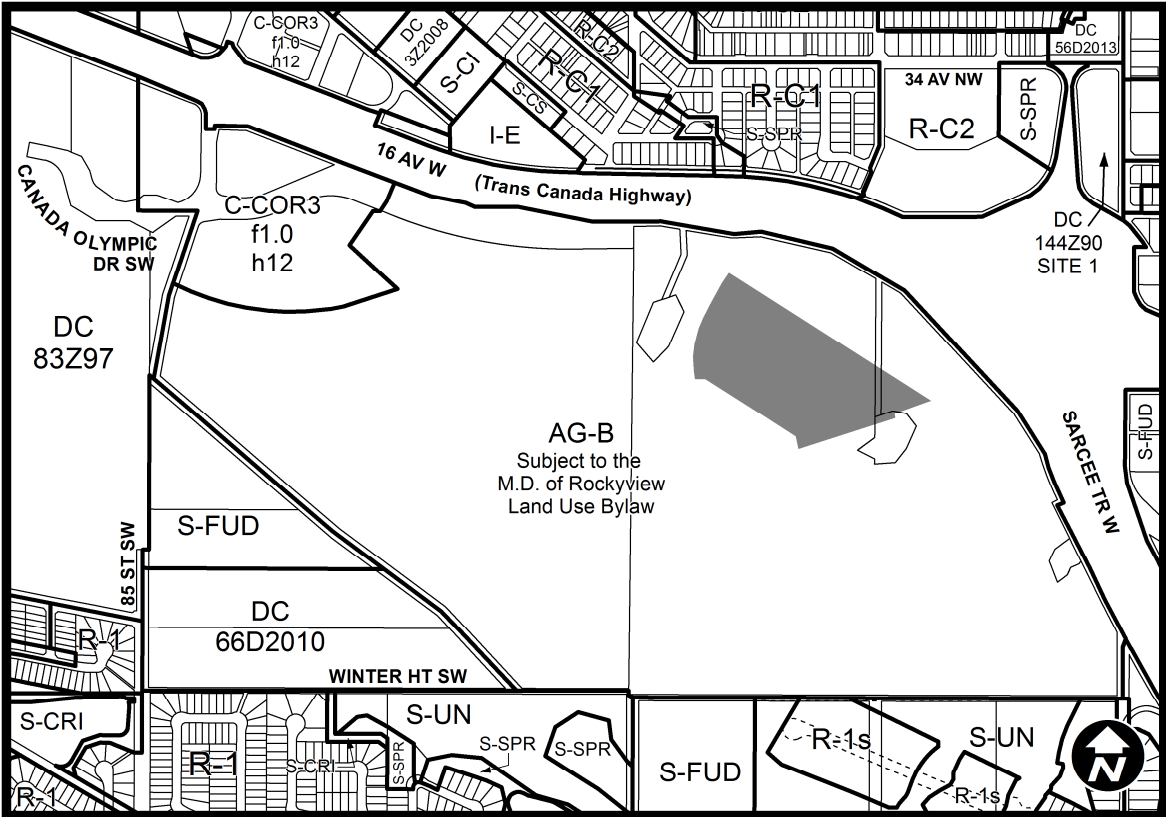 C-COR3
f1.0
h12
DC
3Z2008
S-CI
R-C2
R-C1
S-CS
I-E
R-C1
S-SPR
34 AV NW
R-C2
S-SPR
DC
56D2013
DC
144Z90
SITE 1
16 AV W
(Trans Canada Highway)
CANADA OLYMPIC
DR SW
C-COR3
f1.0
h12
DC
83Z97
AG-B
Subject to the
M.D. of Rockyview
Land Use Bylaw
SARCEE TR W
S-FUD
S-FUD
85 ST SW
DC
66D2010
R-1
WINTER HT SW
S-CRI
R-1
R-1
S-CRI
S-SPR
S-UN
S-SPR
S-SPR
S-FUD
R-1s
S-UN
R-1s
N